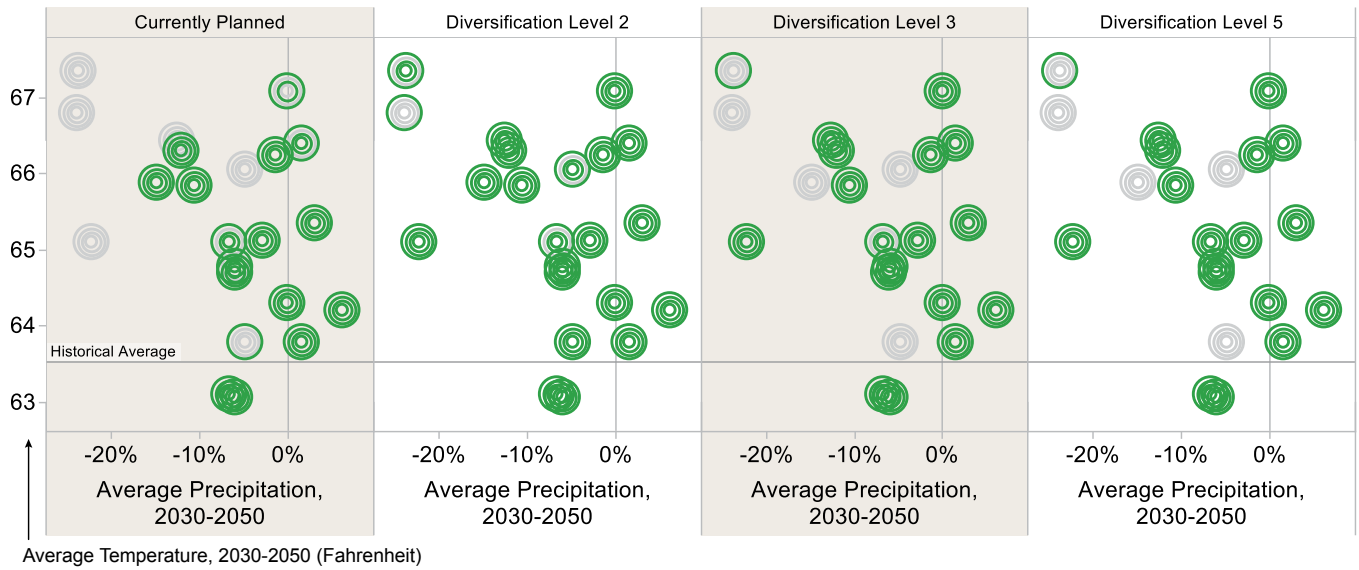 Currently Planned
Diversification Level 2
Diversification Level 3
Diversification Level 5
67
66
65
64
Historical Average
63
-20% -10% 0%
-20% -10% 0%
-20% -10% 0%
-20% -10% 0%
Average Precipitation,
2030-2050
Average Precipitation,
2030-2050
Average Precipitation,
2030-2050
Average Precipitation,
2030-2050
Average Temperature, 2030-2050 (Fahrenheit)